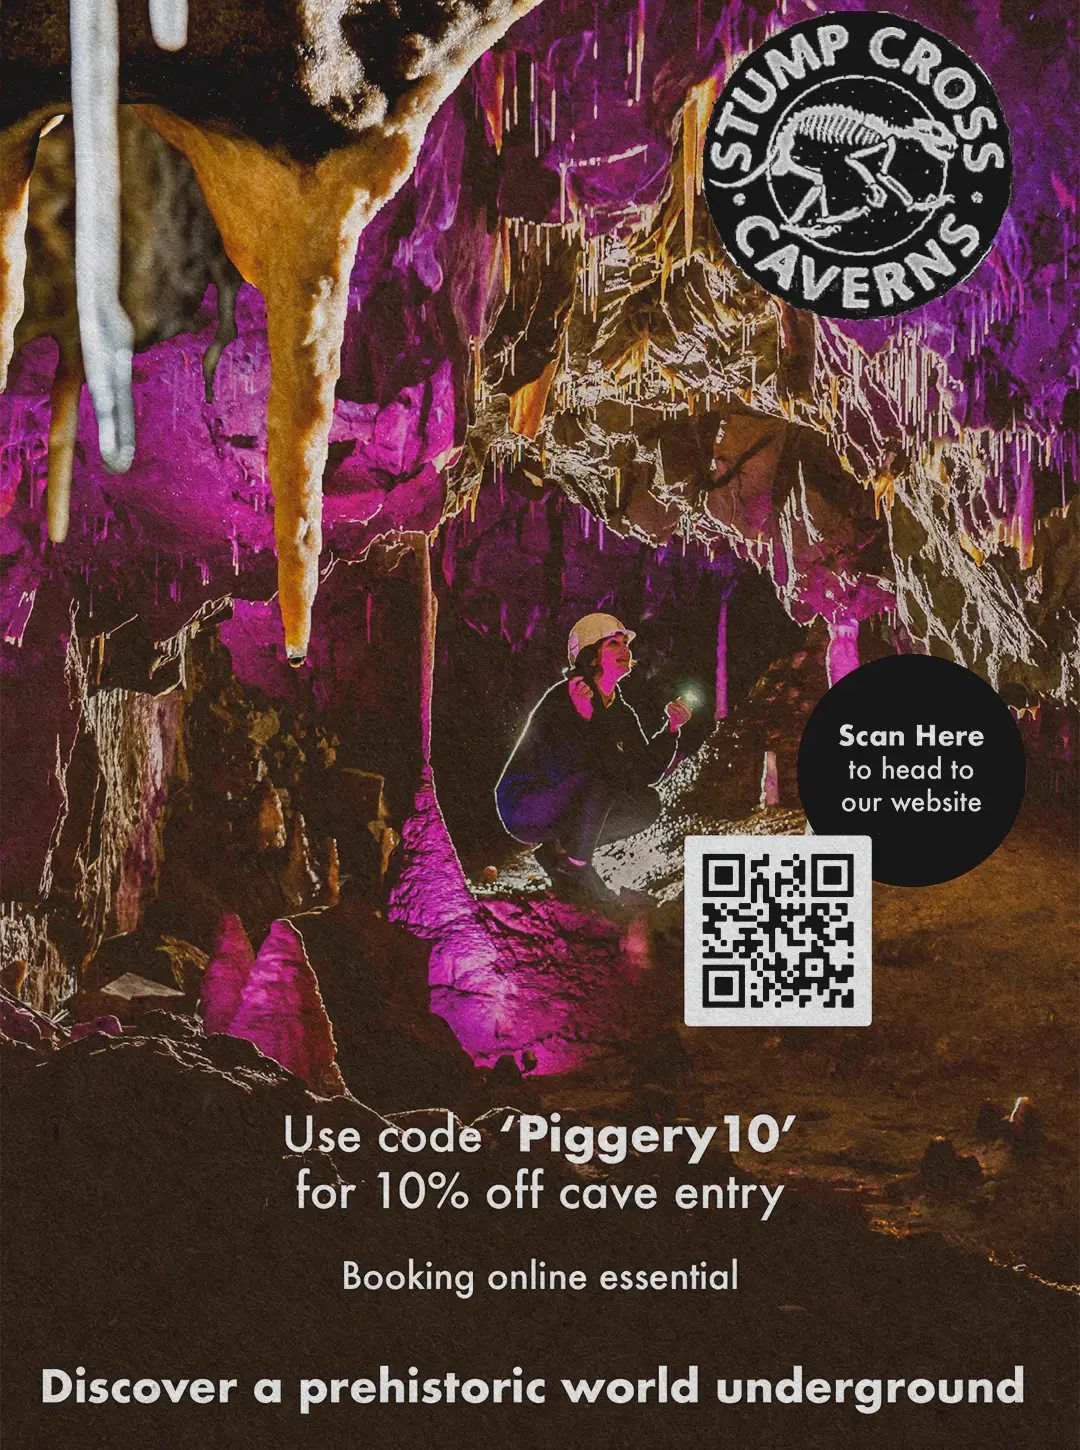 STUMP CROSS
CAVERNS
Scan Here
to head to
our website
Use code ‘Piggery10’
for 10% off cave entry
Booking online essential
Discover a prehistoric world underground